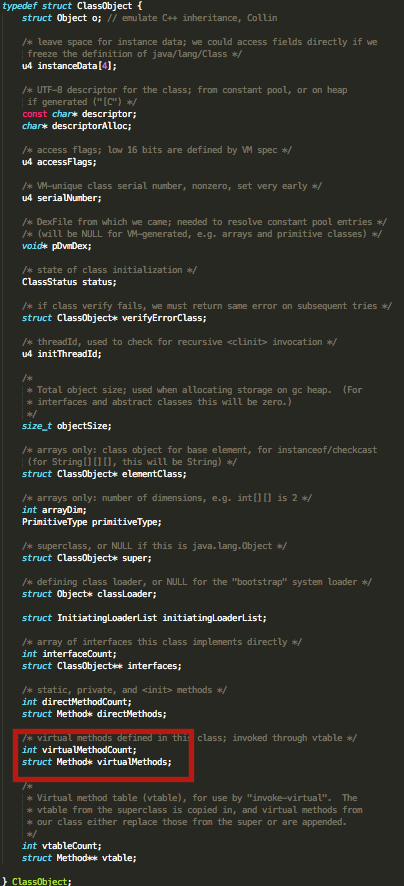 typedef struct ClassObject {
struct Object o; // emulate C++ inheritance, Collin
/* leave space for instance data; we could access fields directly if we
freeze the definition of java/lang/Class */
u4 instanceData[4];
/* UTF-8 descriptor for the class; from constant pool, or on heap
if generated ("[C") */
const char* descriptor;
char* descriptorAlloc;
/* access flags; low 16 bits are defined by VM spec */
u4 accessFlags;
/* VM-unique class serial number, nonzero, set very early */
u4 serialNumber;
/* DexFile from which we came; needed to resolve constant pool entries */
/* (will be NULL for VM-generated, e.g. arrays and primitive classes) */
void* pDvmDex;
/* state of class initialization */
ClassStatus status;
/* if class verify fails, we must return same error on subsequent tries */
struct ClassObject* verifyErrorClass;
/* threadId, used to check for recursive <clinit> invocation */
u4 initThreadId;
/*
* Total object size; used when allocating storage on gc heap. (For
* interfaces and abstract classes this will be zero.)
*/
size_t objectSize;
/* arrays only: class object for base element, for instanceof/checkcast
(for String[][][], this will be String) */
struct ClassObject* elementClass;
/* arrays only: number of dimensions, e.g. int[][] is 2 */
int arrayDim;
PrimitiveType primitiveType;
/* superclass, or NULL if this is java.lang.Object */
struct ClassObject* super;
/* defining class loader, or NULL for the "bootstrap" system loader */
struct Object* classLoader;
struct InitiatingLoaderList initiatingLoaderList;
/* array of interfaces this class implements directly */
int interfaceCount;
struct ClassObject** interfaces;
/* static, private, and <init> methods */
int directMethodCount;
struct Method* directMethods;
/* virtual methods defined in this class; invoked through vtable */
int virtualMethodCount;
struct Method* virtualMethods;
/*
* Virtual method table (vtable), for use by "invoke-virtual". The
* vtable from the superclass is copied in, and virtual methods from
* our class either replace those from the super or are appended.
*/
int vtableCount;
struct Method** vtable;
} ClassObject;